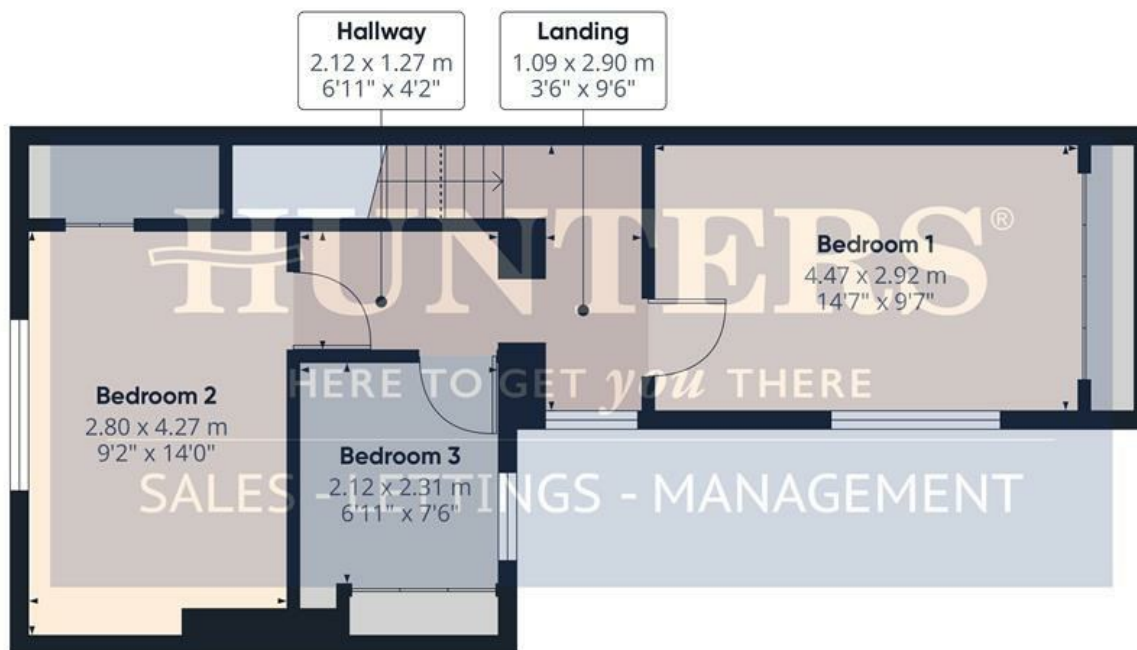 Hallway
2.12 x 1.27 m
6'11" x 4'2"
Landing
1.09 x 2.90 m
3'6" x 9'6"
HUNTERS®
Bedroom 1
4.47 x 2.92 m
14'7" x 9'7"
HERE TO GET you THERE
Bedroom 2
2.80 x 4.27 m
9'2" x 14'0"
Bedroom 3
2.12 x 2.31 m
6'11" x 7'6"
SALES - LETTINGS - MANAGEMENT